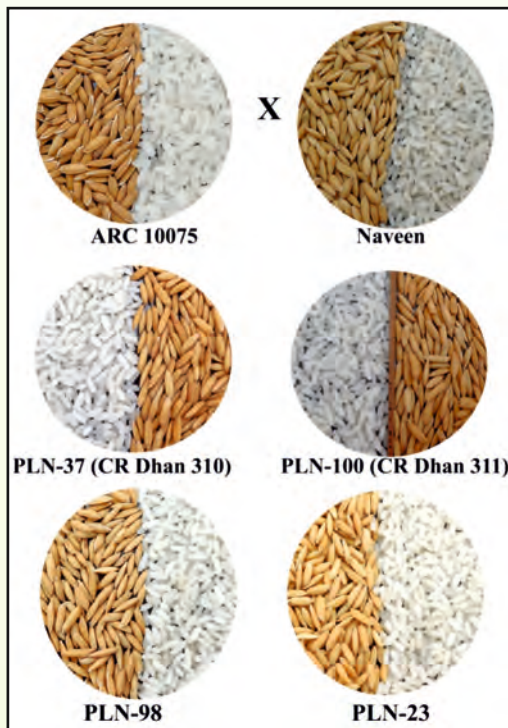 X
ARC 10075
Naveen
PLN-37 (CR Dhan 310)
PLN-100 (CR Dhan 311)
PLN-98
PLN-23